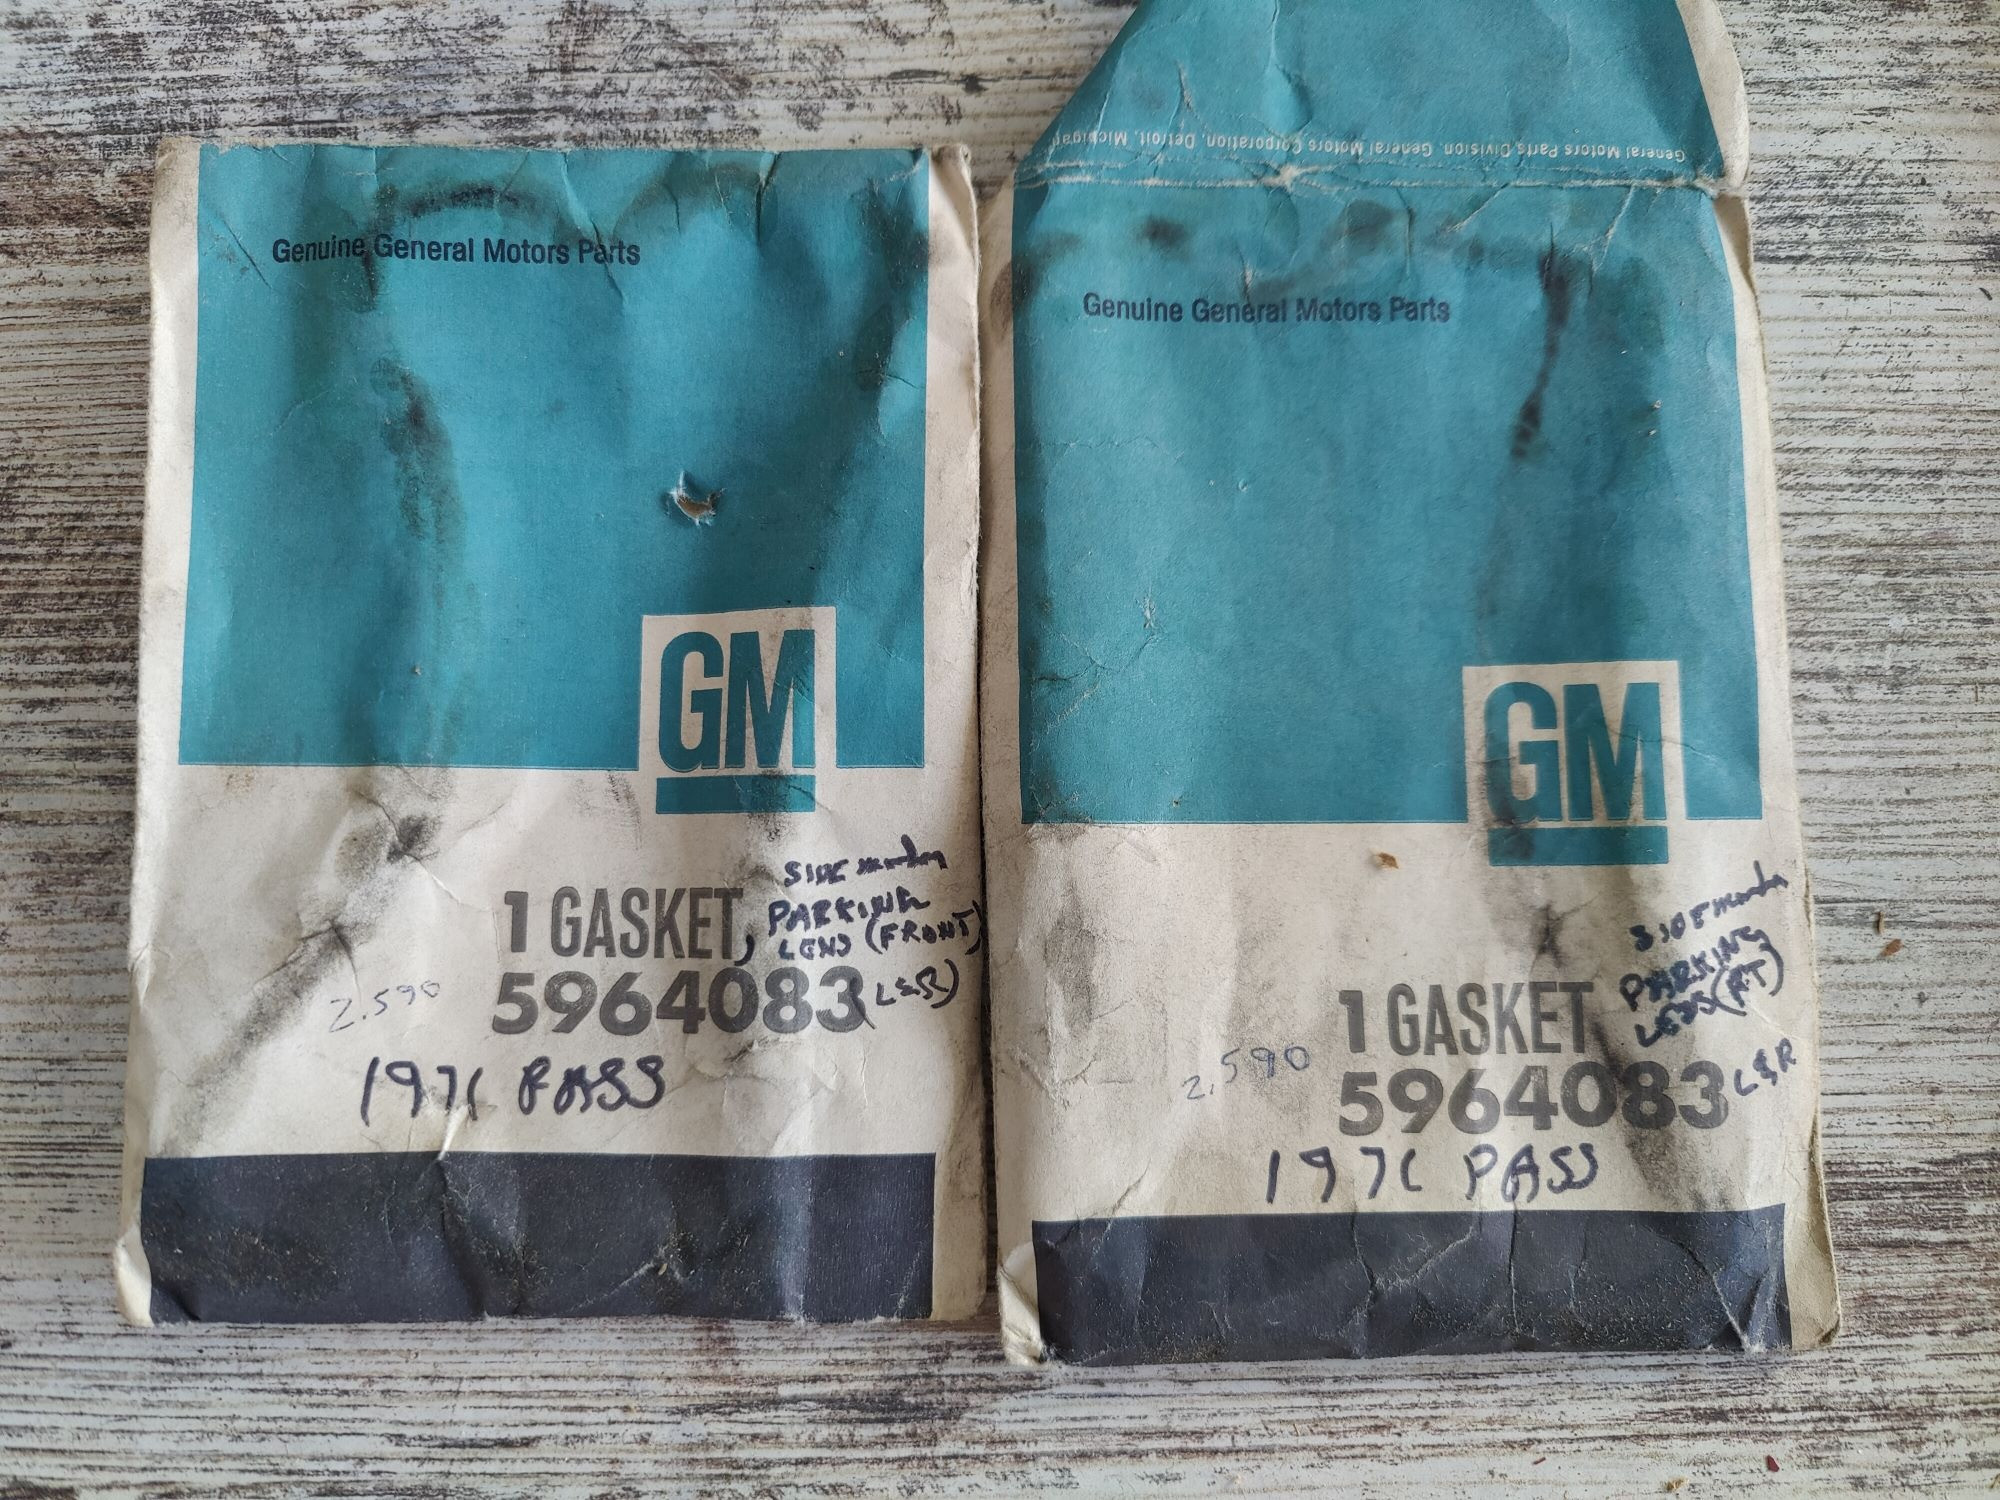 Genuine General Motors Parts
GM
SIDE marker
1 GASKET, PARKING
LENS (FRONT)
5964083 (L&R)
2.590
1971 PASS
General Motors Parts Division, General Motors Corporation, Detroit, Michigan
Genuine General Motors Parts
GM
SIDE marker
PARKING
1 GASKET LENS (FT)
2.590
5964083 L&R
1971 PASS